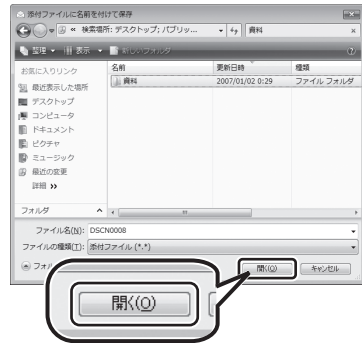 添付ファイルに名前を付けて保存
« 検索場所: デスクトップ; パブリッ...
資料
整理 表示 新しいフォルダ
お気に入りリンク
最近表示した場所
デスクトップ
コンピュータ
ドキュメント
ピクチャ
ミュージック
最近の変更
詳細 »
フォルダ
名前 更新日時 種類
資料 2007/01/02 0:29 ファイル フォルダ
ファイル名(N): DSCN0008
ファイルの種類(T): 添付ファイル (*.*)
フォル
開く(O) キャンセル
開く(O)